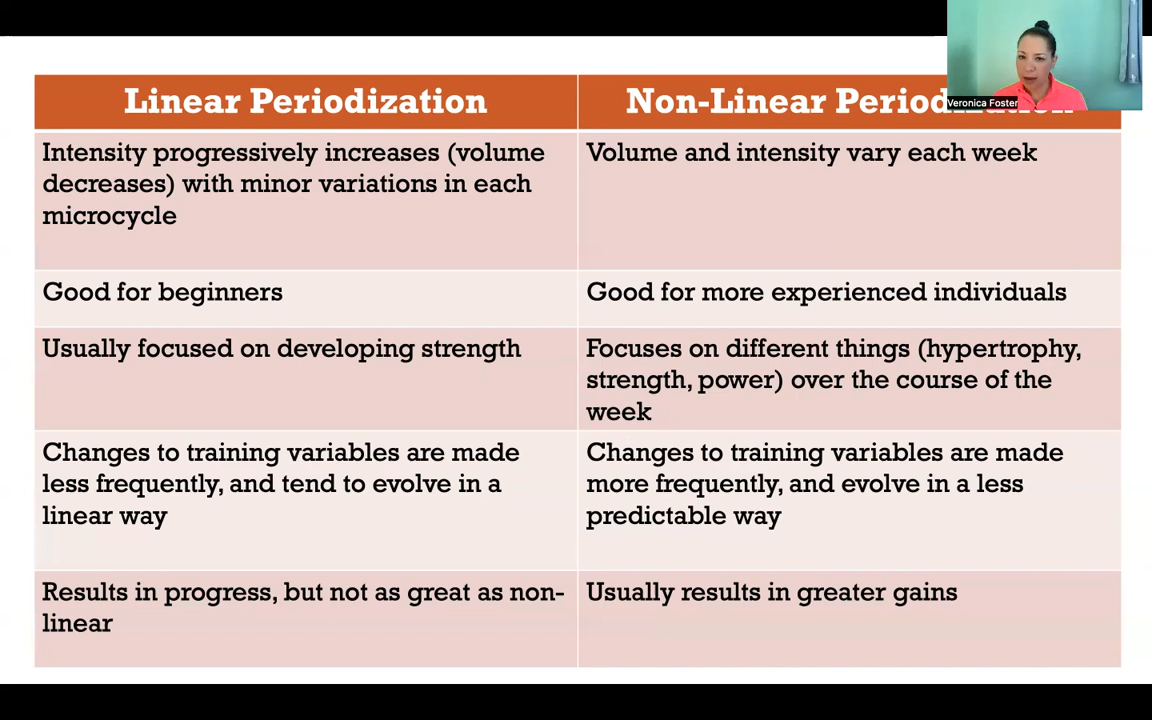 Linear Periodization
Non-Linear Period
Veronica Foster
Intensity progressively increases (volume
decreases) with minor variations in each
microcycle
Volume and intensity vary each week
Good for beginners
Good for more experienced individuals
Usually focused on developing strength
Focuses on different things (hypertrophy,
strength, power) over the course of the
week
Changes to training variables are made
less frequently, and tend to evolve in a
linear way
Changes to training variables are made
more frequently, and evolve in a less
predictable way
Results in progress, but not as great as non-
linear
Usually results in greater gains